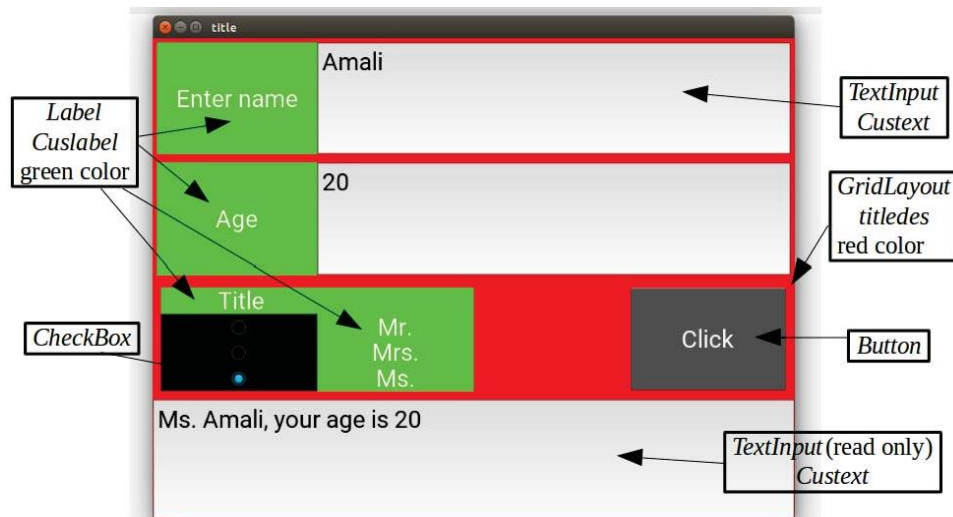 title
Enter name
Amali
TextInput
Custext
Label
Cuslabel
green color
Age
20
GridLayout
titledes
red color
Title
Mr.
Mrs.
Ms.
Click
CheckBox
Button
Ms. Amali, your age is 20
TextInput (read only)
Custext